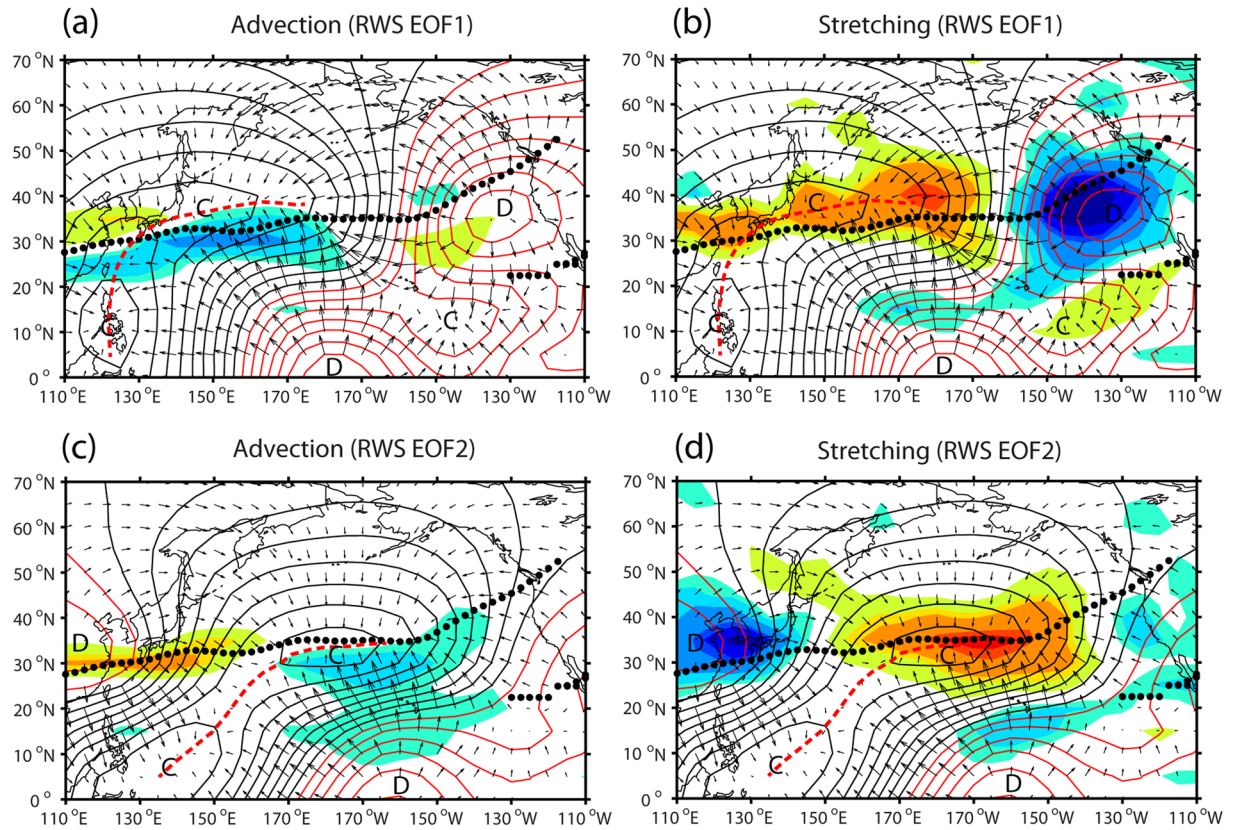 (a) Advection (RWS EOF1)
70 °N
60 °N
50 °N
40 °N
30 °N
20 °N
10 °N
0 °
C
D
C
C
D
110 °E 130 °E 150 °E 170 °E 170 °W 150 °W 130 °W 110 °W
(b) Stretching (RWS EOF1)
70 °N
60 °N
50 °N
40 °N
30 °N
20 °N
10 °N
0 °
C
D
C
C
D
110 °E 130 °E 150 °E 170 °E 170 °W 150 °W 130 °W 110 °W
(c) Advection (RWS EOF2)
70 °N
60 °N
50 °N
40 °N
30 °N
20 °N
10 °N
0 °
D
C
C
D
110 °E 130 °E 150 °E 170 °E 170 °W 150 °W 130 °W 110 °W
(d) Stretching (RWS EOF2)
70 °N
60 °N
50 °N
40 °N
30 °N
20 °N
10 °N
0 °
D
C
C
D
110 °E 130 °E 150 °E 170 °E 170 °W 150 °W 130 °W 110 °W